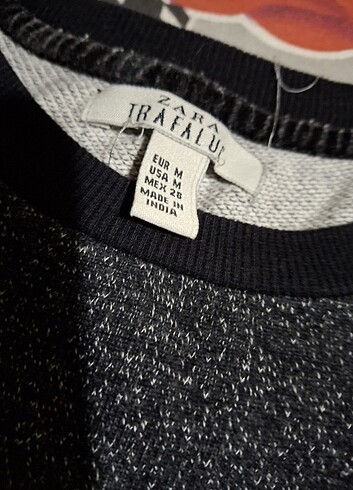 ZARA
TRAFALUC
EUR M
USA M
MEX 28
MADE IN
INDIA